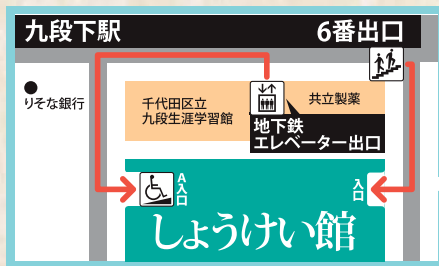 九段下駅
6番出口
りそな銀行
千代田区立
九段生涯学習館
共立製薬
地下鉄
エレベーター出口
A入口
入口
しょうけい館